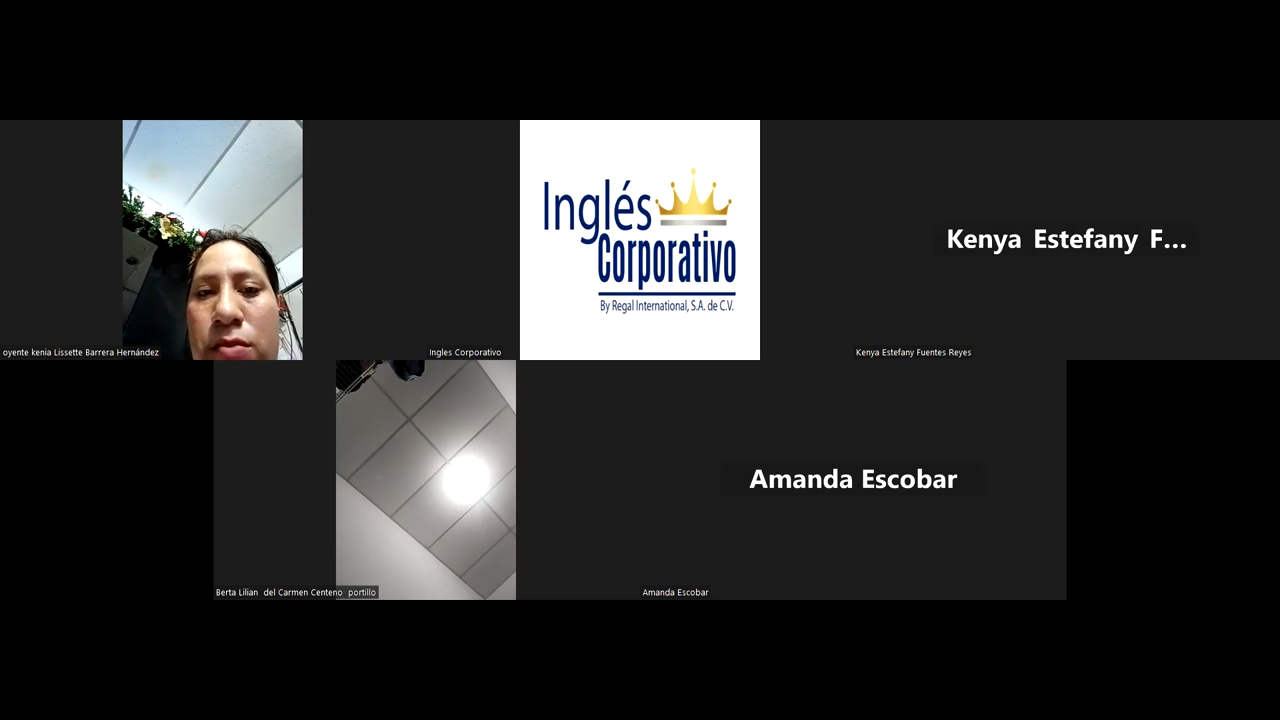 Inglés
Corporativo
By Regal International, S.A. de C.V.
Kenya Estefany F...
oyente kenia Lissette Barrera Hernández
Ingles Corporativo
Kenya Estefany Fuentes Reyes
Amanda Escobar
Berta Lilian del Carmen Centeno portillo
Amanda Escobar